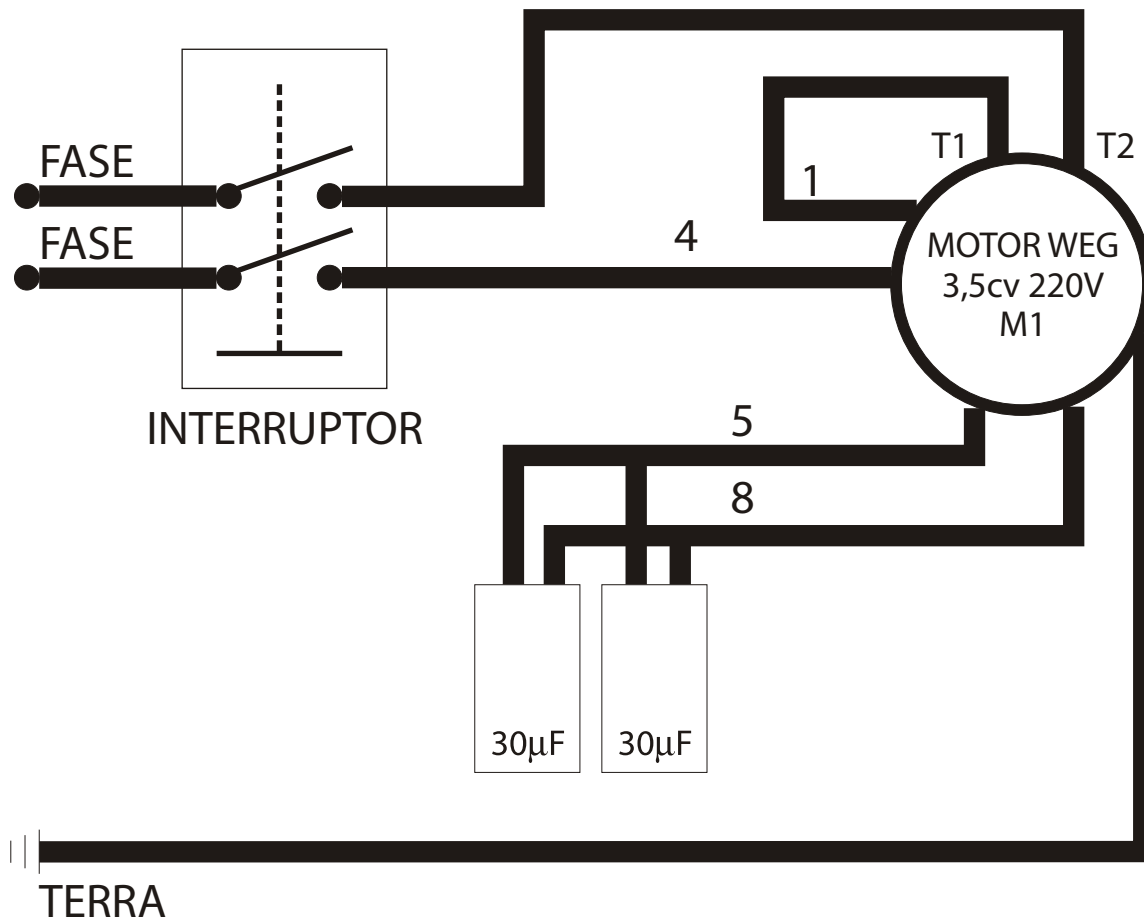 FASE
FASE
INTERRUPTOR
T1
T2
1
4
MOTOR WEG
3,5cv 220V
M1
5
8
30µF
30µF
TERRA